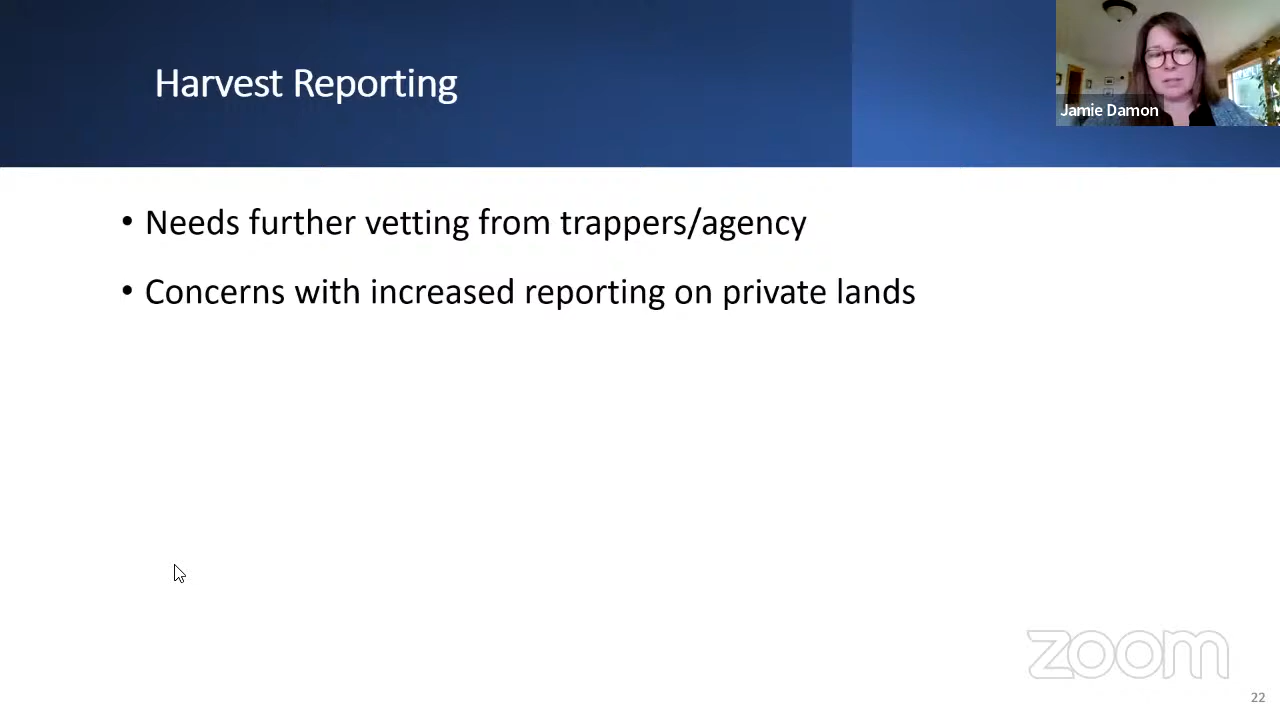 Harvest Reporting
Jamie Damon
• Needs further vetting from trappers/agency
• Concerns with increased reporting on private lands
zoom
22